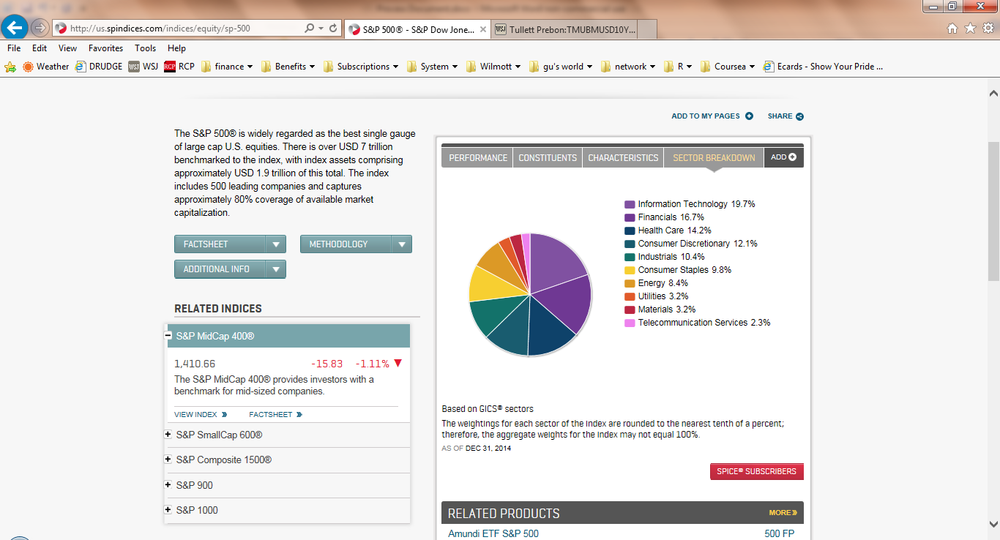 http://us.spindices.com/indices/equity/sp-500
S&P 500® - S&P Dow Jone...
WSJ Tullett Prebon:TMUBMUSD10Y...
File Edit View Favorites Tools Help
Weather DRUDGE WSJ WSJ RCP RCP finance Benefits Subscriptions System Wilmott gu's world network R Coursea Ecards - Show Your Pride ...
ADD TO MY PAGES SHARE
The S&P 500® is widely regarded as the best single gauge
of large cap U.S. equities. There is over USD 7 trillion
benchmarked to the index, with index assets comprising
approximately USD 1.9 trillion of this total. The index
includes 500 leading companies and captures
approximately 80% coverage of available market
capitalization.
FACTSHEET METHODOLOGY
ADDITIONAL INFO
RELATED INDICES
S&P MidCap 400®
1,410.66 -15.83 -1.11% ▼
The S&P MidCap 400® provides investors with a
benchmark for mid-sized companies.
VIEW INDEX FACTSHEET
S&P SmallCap 600®
S&P Composite 1500®
S&P 900
S&P 1000
PERFORMANCE CONSTITUENTS CHARACTERISTICS SECTOR BREAKDOWN ADD
Information Technology 19.7%
Financials 16.7%
Health Care 14.2%
Consumer Discretionary 12.1%
Industrials 10.4%
Consumer Staples 9.8%
Energy 8.4%
Utilities 3.2%
Materials 3.2%
Telecommunication Services 2.3%
Based on GICS® sectors
The weightings for each sector of the index are rounded to the nearest tenth of a percent;
therefore, the aggregate weights for the index may not equal 100%.
AS OF DEC 31, 2014
SPICE® SUBSCRIBERS
RELATED PRODUCTS MORE
Amundi ETF S&P 500 500 FP